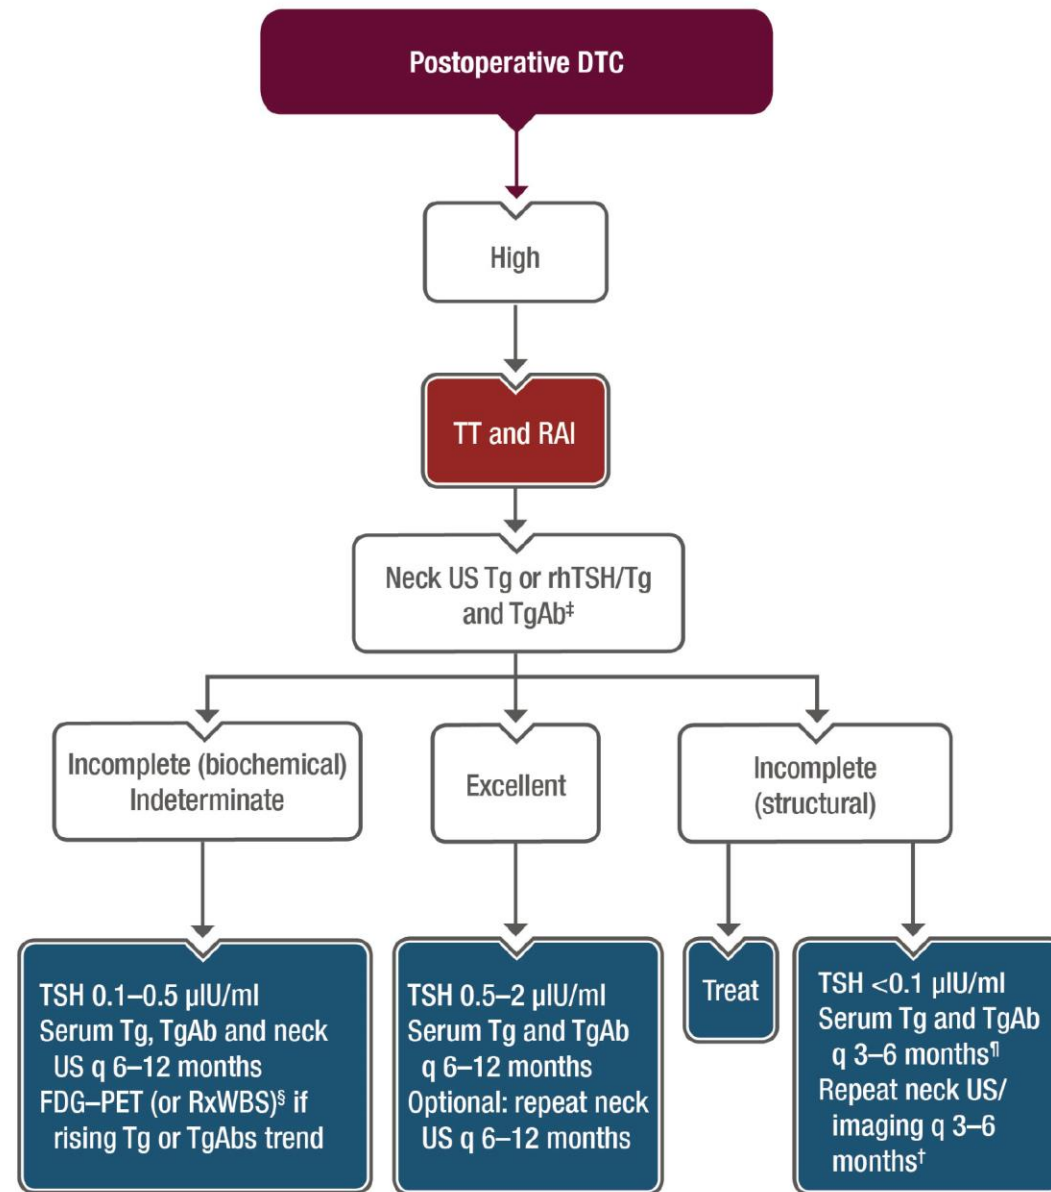 Postoperative DTC
High
TT and RAI
Neck US Tg or rhTSH/Tg
and TgAb‡
Incomplete (biochemical)
Indeterminate
Excellent
Incomplete
(structural)
TSH 0.1–0.5 µIU/ml
Serum Tg, TgAb and neck
US q 6–12 months
FDG–PET (or RxWBS)§ if
rising Tg or TgAbs trend
TSH 0.5–2 µIU/ml
Serum Tg and TgAb
q 6–12 months
Optional: repeat neck
US q 6–12 months
Treat
TSH <0.1 µIU/ml
Serum Tg and TgAb
q 3–6 months¶
Repeat neck US/
imaging q 3–6
months†